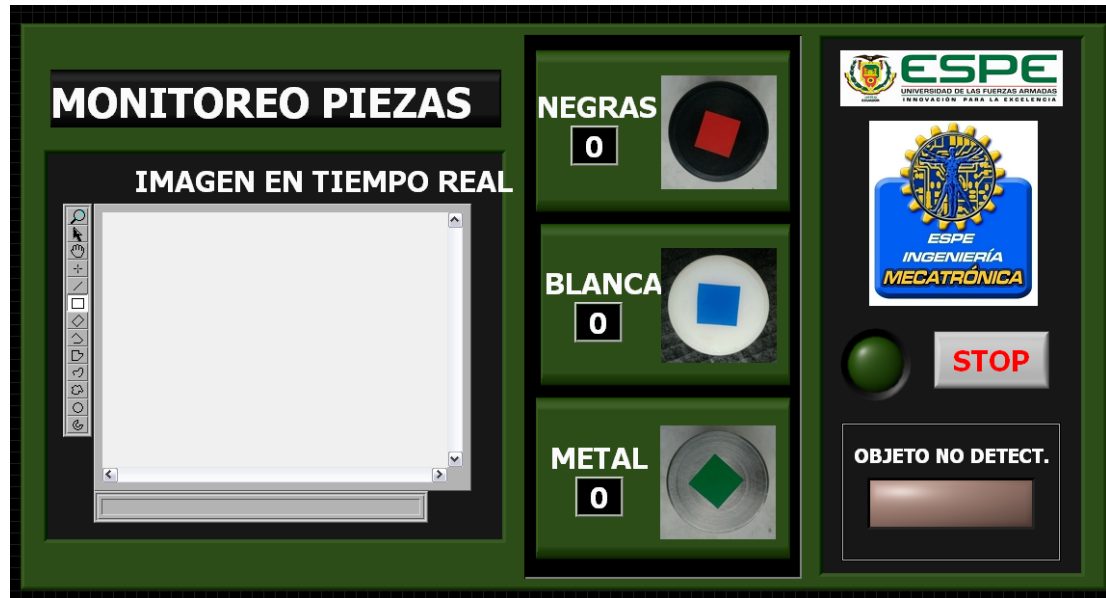 MONITOREO PIEZAS
IMAGEN EN TIEMPO REAL
NEGRAS
0
BLANCA
0
METAL
0
ESPE
UNIVERSIDAD DE LAS FUERZAS ARMADAS
INNOVACIÓN PARA LA EXCELENCIA
ESPE
INGENIERÍA
MECATRÓNICA
STOP
OBJETO NO DETECT.